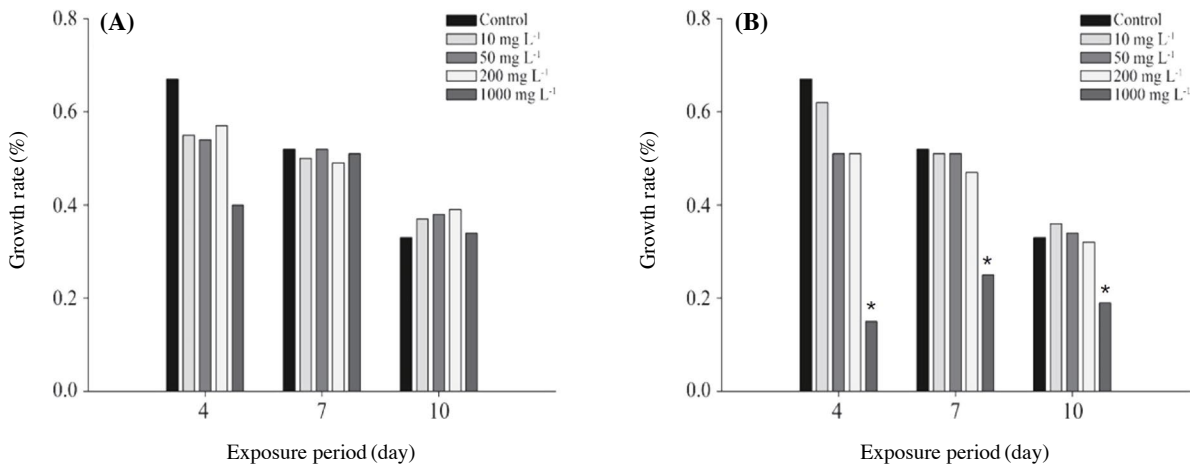 (A)
Control
10 mg L⁻¹
50 mg L⁻¹
200 mg L⁻¹
1000 mg L⁻¹
0.8
0.6
0.4
0.2
0.0
Growth rate (%)
4 7 10
Exposure period (day)
(B)
Control
10 mg L⁻¹
50 mg L⁻¹
200 mg L⁻¹
1000 mg L⁻¹
0.8
0.6
0.4
0.2
0.0
Growth rate (%)
*
*
*
4 7 10
Exposure period (day)